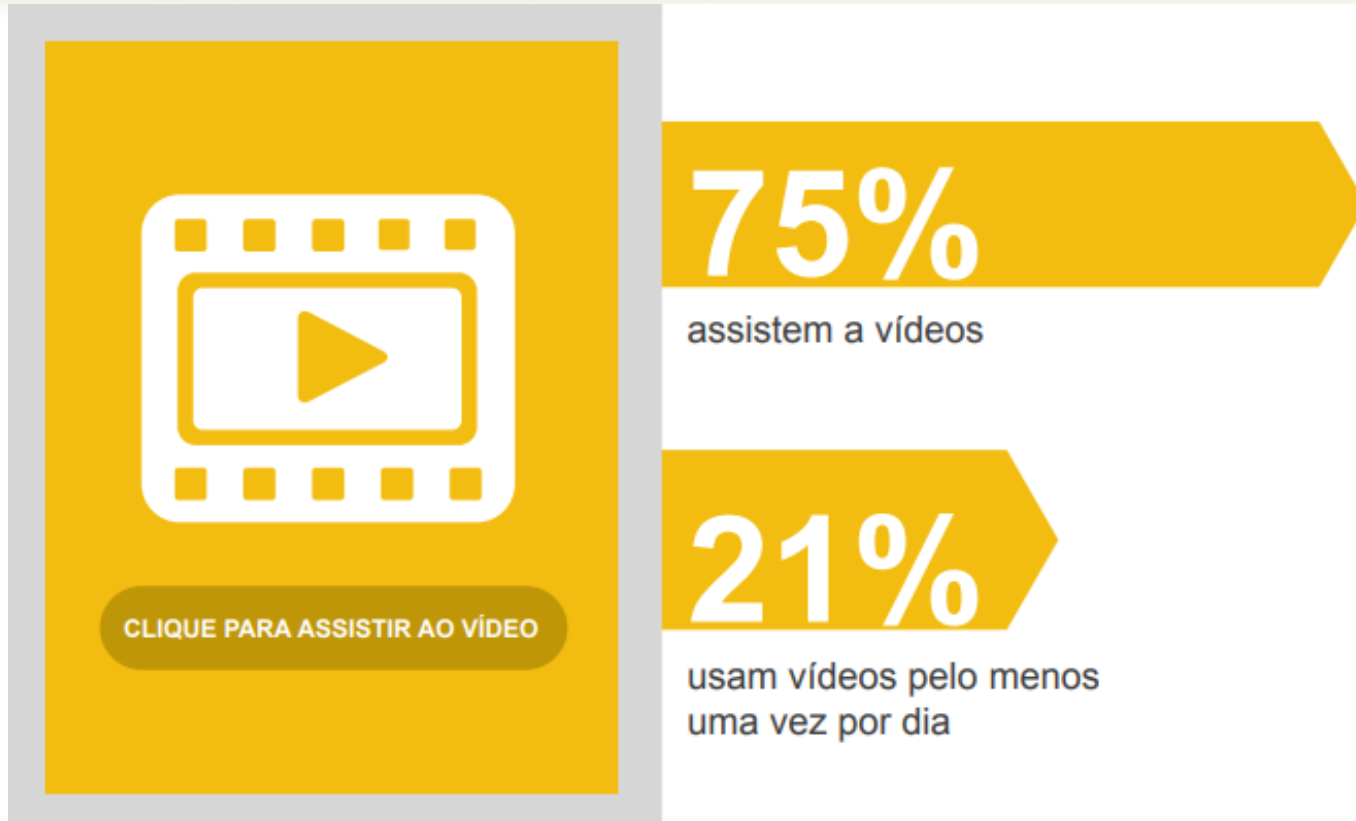 CLIQUE PARA ASSISTIR AO VÍDEO
75%
assistem a vídeos
21%
usam vídeos pelo menos
uma vez por dia